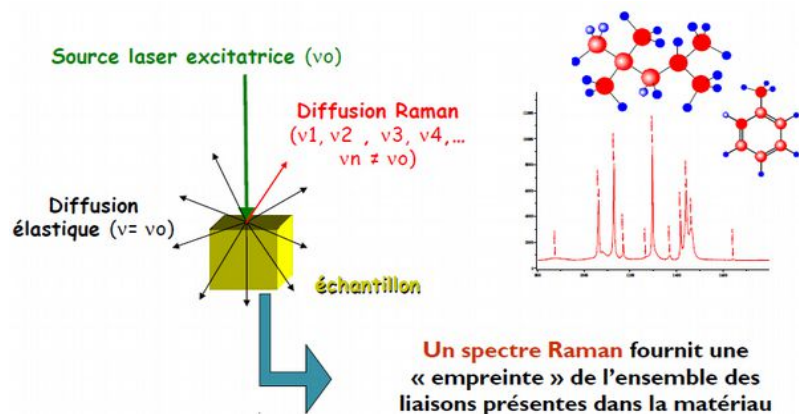 Source laser excitatrice (νo)
Diffusion Raman
(ν1, ν2 , ν3, ν4,...
νn ≠ νo)
Diffusion
élastique (ν= νo)
échantillon
Un spectre Raman fournit une
« empreinte » de l'ensemble des
liaisons présentes dans la matériau